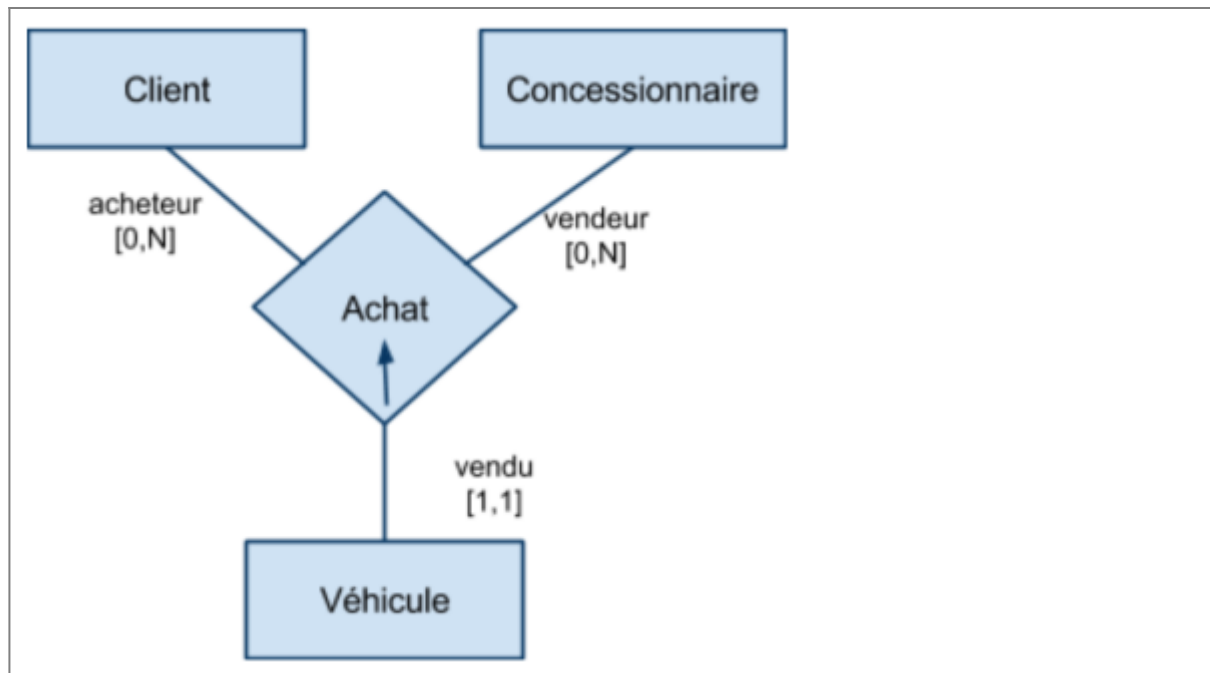 Client
Concessionnaire
acheteur
[0,N]
vendeur
[0,N]
Achat
vendu
[1,1]
Véhicule